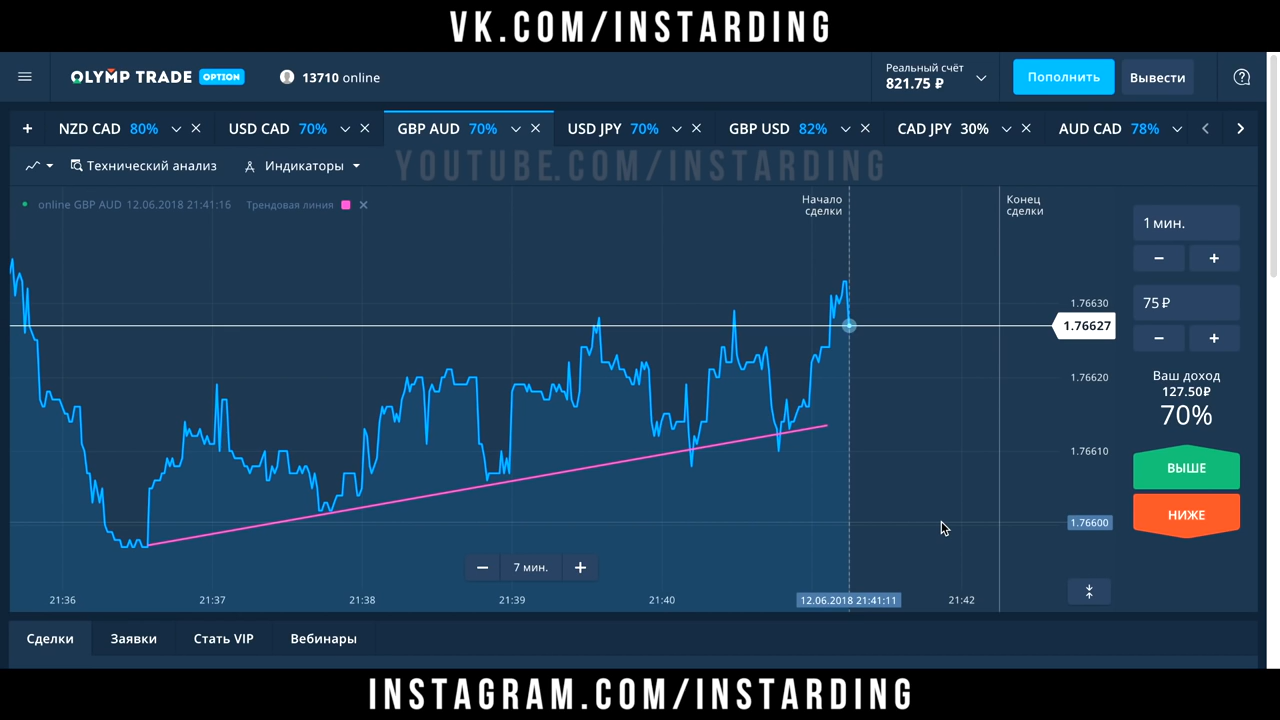 VK.COM/INSTARDING
OLYMP TRADE OPTION 13710 online
Реальный счёт
821.75 ₽
Пополнить Вывести
+ NZD CAD 80% USD CAD 70% GBP AUD 70% USD JPY 70% GBP USD 82% CAD JPY 30% AUD CAD 78%
Технический анализ Индикаторы
YOUTUBE.COM/INSTARDING
online GBP AUD 12.06.2018 21:41:16 Трендовая линия
Начало
сделки
Конец
сделки
1 мин.
− +
75 ₽
− +
1.76630
1.76627
1.76620
1.76610
1.76600
Ваш доход
127.50₽
70%
ВЫШЕ
НИЖЕ
− 7 мин. +
21:36 21:37 21:38 21:39 21:40 12.06.2018 21:41:11 21:42
Сделки Заявки Стать VIP Вебинары
INSTAGRAM.COM/INSTARDING